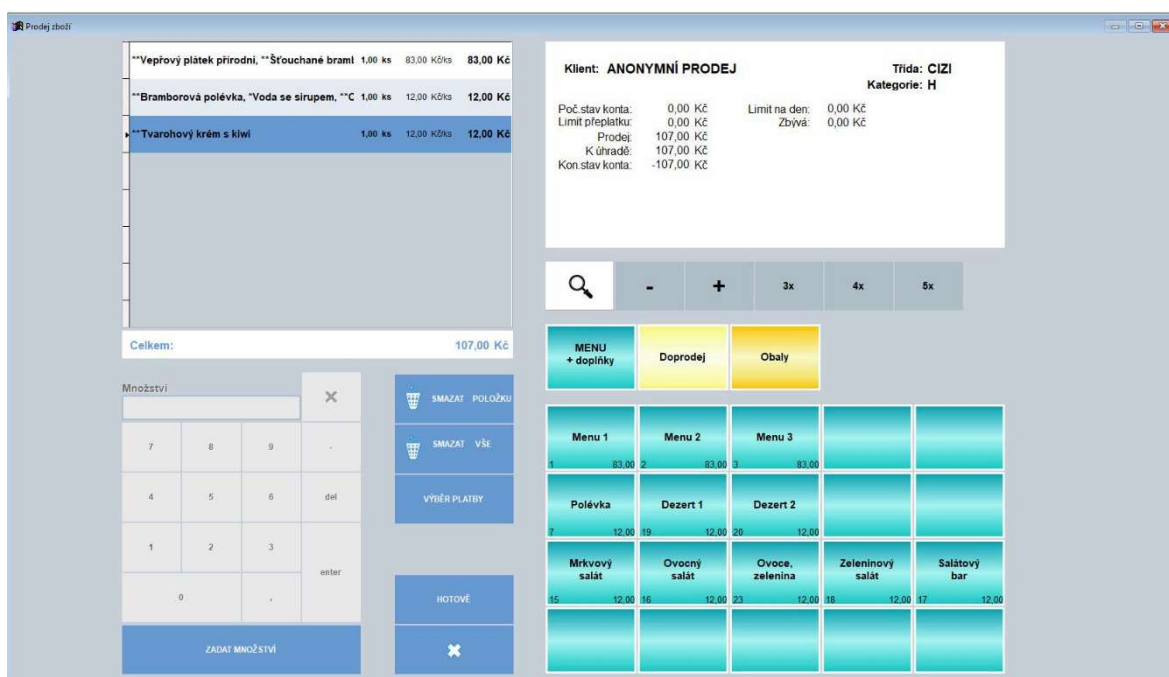 Prodej zboží
**Vepřový plátek přírodní, **Šťouchané braml 1,00 ks 83,00 Kč/ks 83,00 Kč
**Bramborová polévka, *Voda se sirupem, **C 1,00 ks 12,00 Kč/ks 12,00 Kč
**Tvarohový krém s kiwi 1,00 ks 12,00 Kč/ks 12,00 Kč
Celkem: 107,00 Kč
Klient: ANONYMNÍ PRODEJ Třída: CIZI
Kategorie: H
Poč.stav konta: 0,00 Kč Limit na den: 0,00 Kč
Limit přeplatku: 0,00 Kč Zbývá: 0,00 Kč
Prodej: 107,00 Kč
K úhradě: 107,00 Kč
Kon.stav konta: -107,00 Kč
- + 3x 4x 5x
MENU
+ doplňky
Doprodej
Obaly
Množství
7 8 9 -
4 5 6 del
1 2 3
enter
0 ,
ZADAT MNOŽSTVÍ
SMAZAT POLOŽKU
SMAZAT VŠE
VÝBĚR PLATBY
HOTOVĚ
Menu 1 Menu 2 Menu 3
1 83,00 2 83,00 3 83,00
Polévka Dezert 1 Dezert 2
7 12,00 19 12,00 20 12,00
Mrkvový Ovocný Ovoce, Zeleninový Salátový
salát salát zelenina salát bar
15 12,00 16 12,00 23 12,00 18 12,00 17 12,00